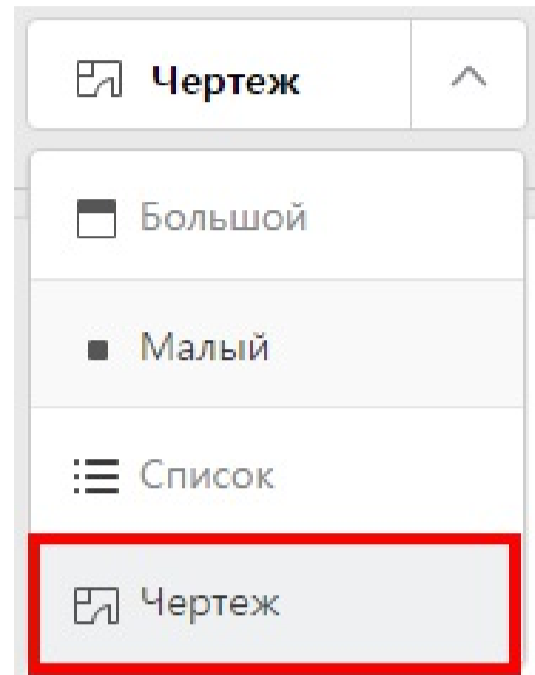 Чертеж
Большой
Малый
Список
Чертеж